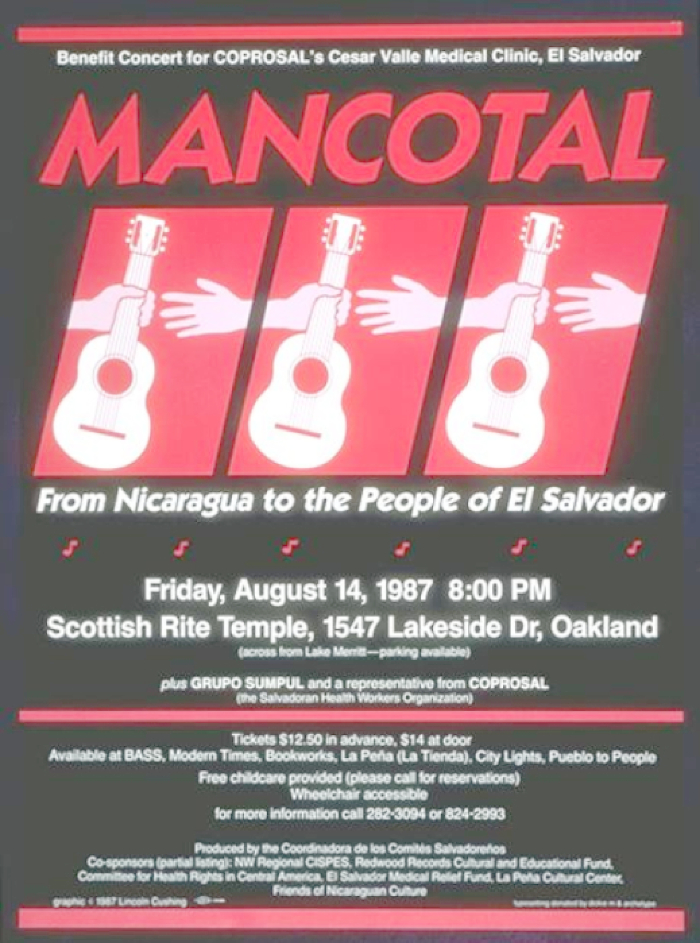 Benefit Concert for COPROSAL's Cesar Valle Medical Clinic, El Salvador
MANCOTAL
From Nicaragua to the People of El Salvador
Friday, August 14, 1987 8:00 PM
Scottish Rite Temple, 1547 Lakeside Dr, Oakland
(across from Lake Merritt—parking available)
plus GRUPO SUMPUL and a representative from COPROSAL
(the Salvadoran Health Workers Organization)
Tickets $12.50 in advance, $14 at door
Available at BASS, Modern Times, Bookworks, La Peña (La Tienda), City Lights, Pueblo to People
Free childcare provided (please call for reservations)
Wheelchair accessible
for more information call 282-3094 or 824-2993
Produced by the Coordinadora de los Comités Salvadoreños
Co-sponsors (partial listing): NW Regional CISPES, Redwood Records Cultural and Educational Fund,
Committee for Health Rights in Central America, El Salvador Medical Relief Fund, La Peña Cultural Center,
Friends of Nicaraguan Culture
graphic © 1987 Lincoln Cushing
typesetting donated by